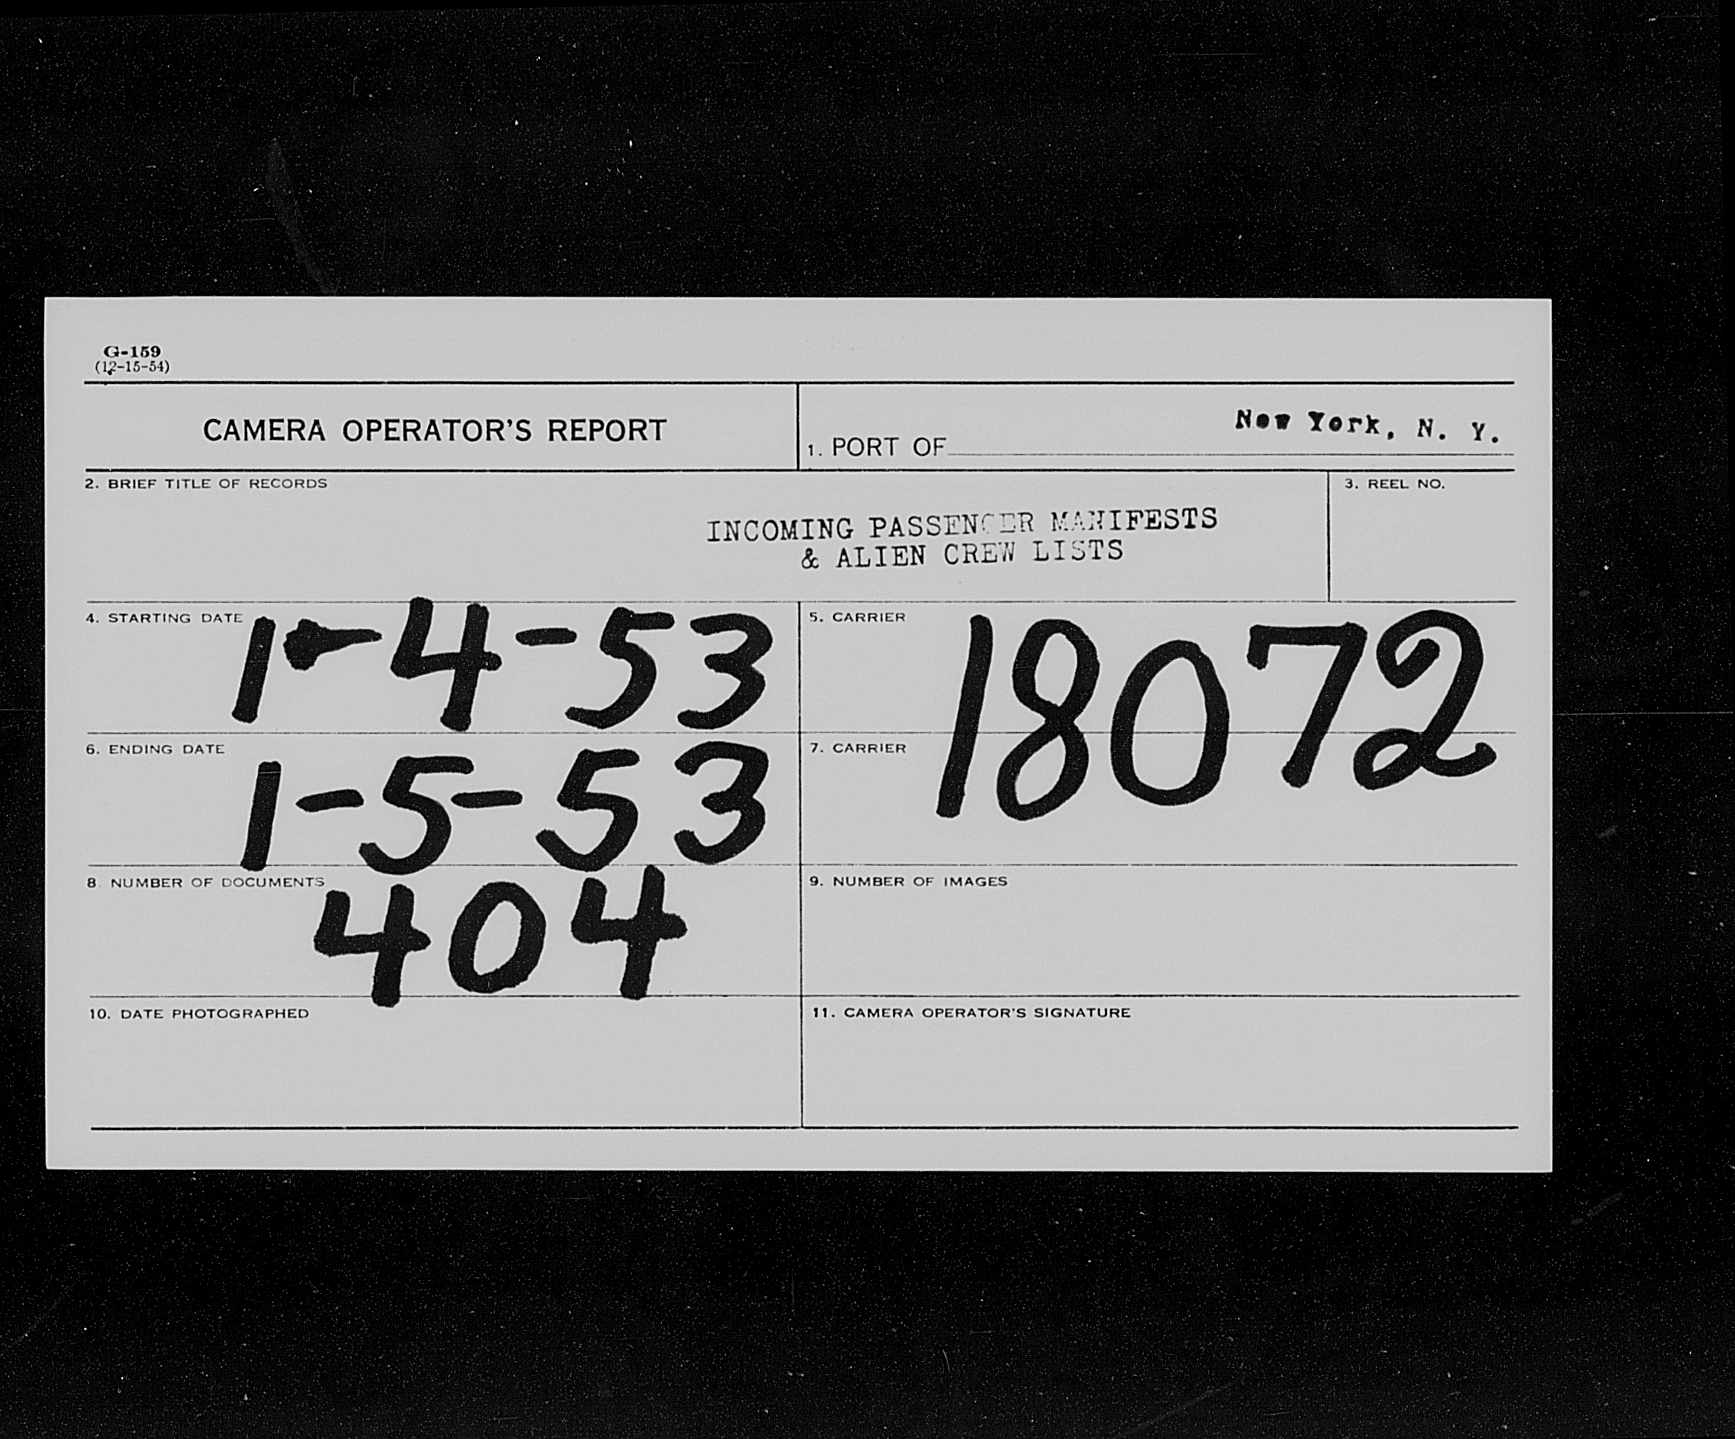 G-159
(12-15-54)
CAMERA OPERATOR'S REPORT
1. PORT OF New York, N. Y.
2. BRIEF TITLE OF RECORDS
INCOMING PASSENGER MANIFESTS
& ALIEN CREW LISTS
3. REEL NO.
4. STARTING DATE 1-4-53
5. CARRIER 18072
6. ENDING DATE 1-5-53
7. CARRIER
8. NUMBER OF DOCUMENTS 404
9. NUMBER OF IMAGES
10. DATE PHOTOGRAPHED
11. CAMERA OPERATOR'S SIGNATURE